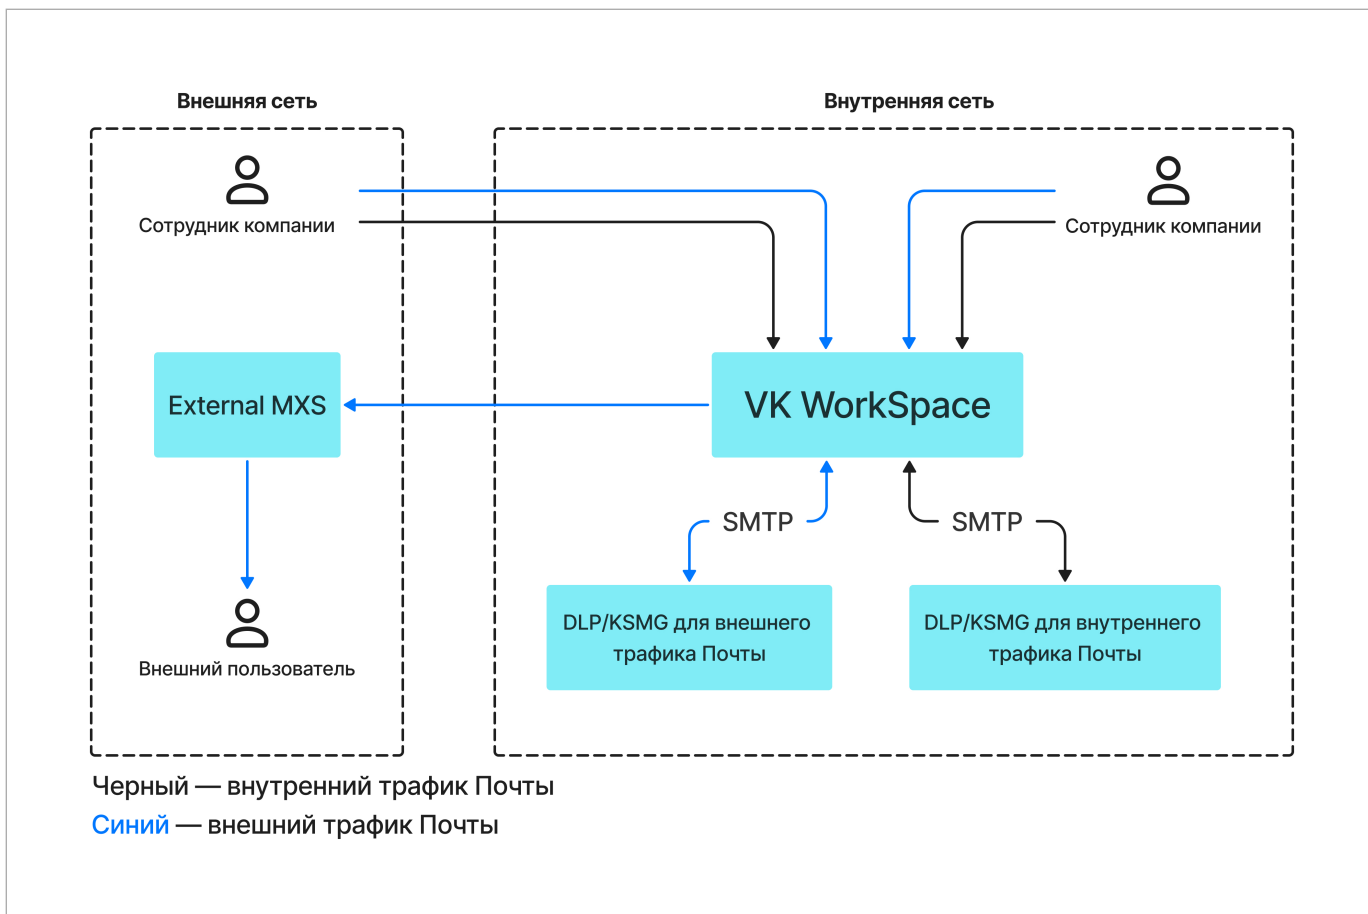 Внешняя сеть
Внутренняя сеть
Сотрудник компании
Сотрудник компании
External MXS
VK WorkSpace
SMTP
SMTP
DLP/KSMG для внешнего
трафика Почты
DLP/KSMG для внутреннего
трафика Почты
Внешний пользователь
Черный — внутренний трафик Почты
Синий — внешний трафик Почты